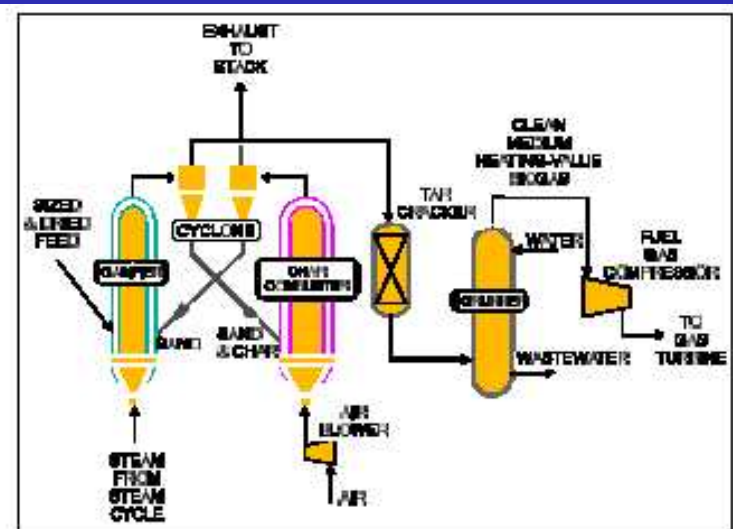 EXHAUST
TO
STACK
CLEAN
MEDIUM
HEATING-VALUE
BIOGAS
SIZED
& DRIED
FEED
TAR
CRACKER
CYCLONE
WATER
FUEL
GAS
COMPRESSOR
GASIFIER
CHAR
COMBUSTOR
SCRUBBER
SAND
SAND
& CHAR
TO
GAS
TURBINE
WASTEWATER
AIR
BLOWER
STEAM
FROM
STEAM
CYCLE
AIR